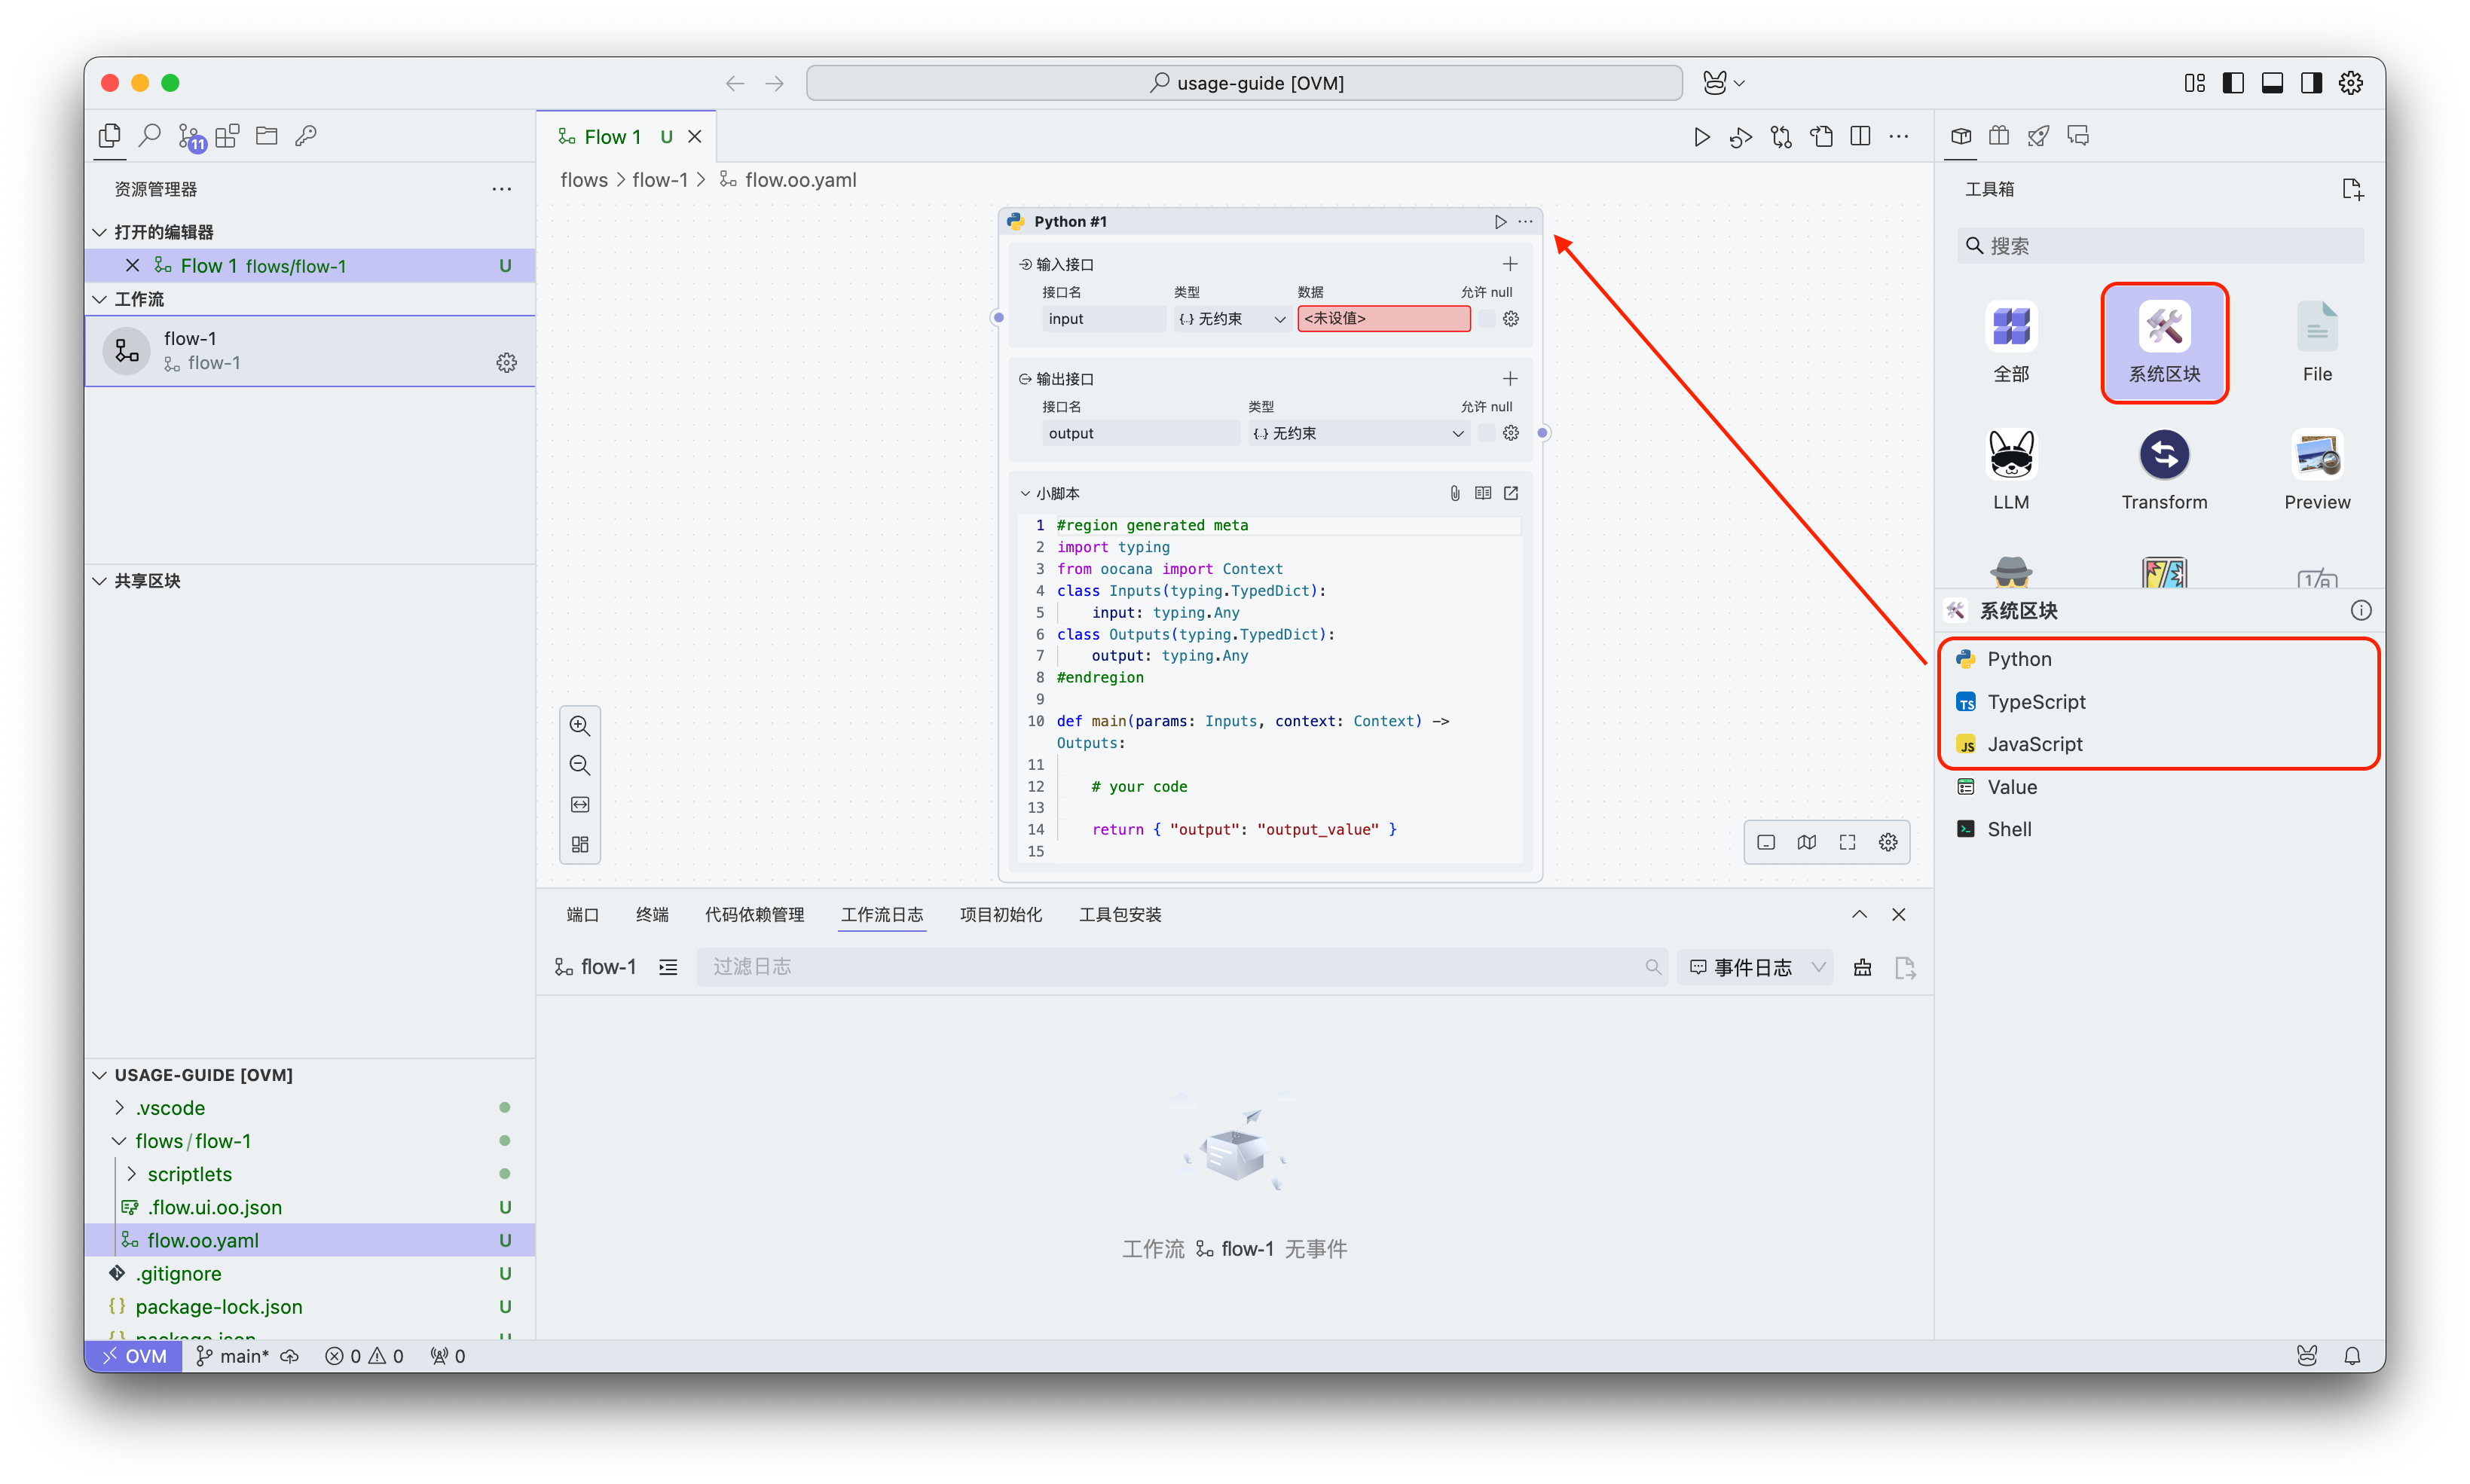 usage-guide [OVM]
11
资源管理器
打开的编辑器
Flow 1 flows/flow-1 U
工作流
flow-1
flow-1
共享区块
USAGE-GUIDE [OVM]
.vscode
flows/flow-1
scriptlets
.flow.ui.oo.json U
flow.oo.yaml U
.gitignore U
package-lock.json U
package.json U
Flow 1 U
flows > flow-1 > flow.oo.yaml
Python #1
输入接口
接口名 类型 数据 允许 null
input {..} 无约束 <未设值>
输出接口
接口名 类型 允许 null
output {..} 无约束
小脚本
1 #region generated meta
2 import typing
3 from oocana import Context
4 class Inputs(typing.TypedDict):
5 input: typing.Any
6 class Outputs(typing.TypedDict):
7 output: typing.Any
8 #endregion
9
10 def main(params: Inputs, context: Context) ->
Outputs:
11
12 # your code
13
14 return { "output": "output_value" }
15
端口 终端 代码依赖管理 工作流日志 项目初始化 工具包安装
flow-1 过滤日志 事件日志
工作流 flow-1 无事件
工具箱
搜索
全部 系统区块 File
LLM Transform Preview
系统区块
Python
TS TypeScript
JS JavaScript
Value
Shell
OVM main* 0 0 0